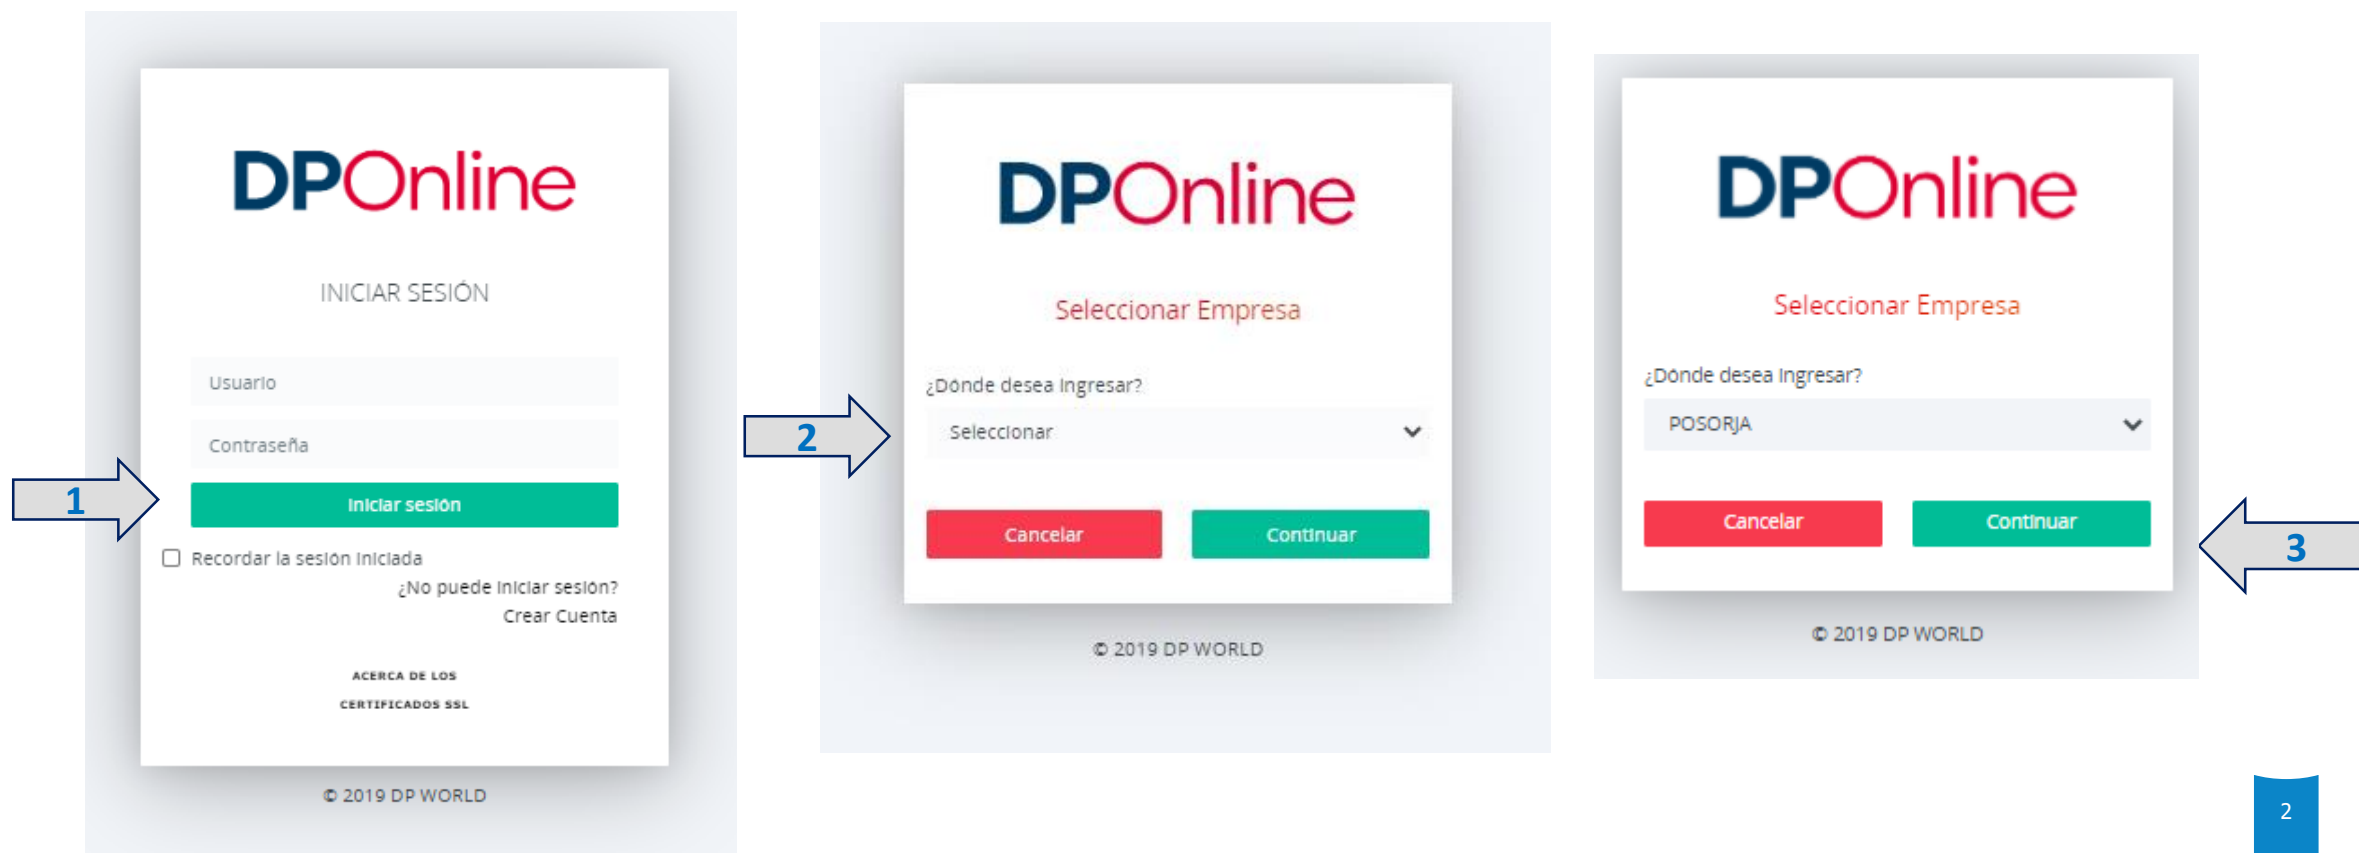 DPOnline
INICIAR SESIÓN
Usuario
Contraseña
1
Iniciar sesión
Recordar la sesión iniciada
¿No puede iniciar sesión?
Crear Cuenta
ACERCA DE LOS
CERTIFICADOS SSL
© 2019 DP WORLD
DPOnline
Seleccionar Empresa
¿Dónde desea ingresar?
2
Seleccionar
Cancelar
Continuar
© 2019 DP WORLD
DPOnline
Seleccionar Empresa
¿Dónde desea ingresar?
POSORJA
Cancelar
Continuar
3
© 2019 DP WORLD
2